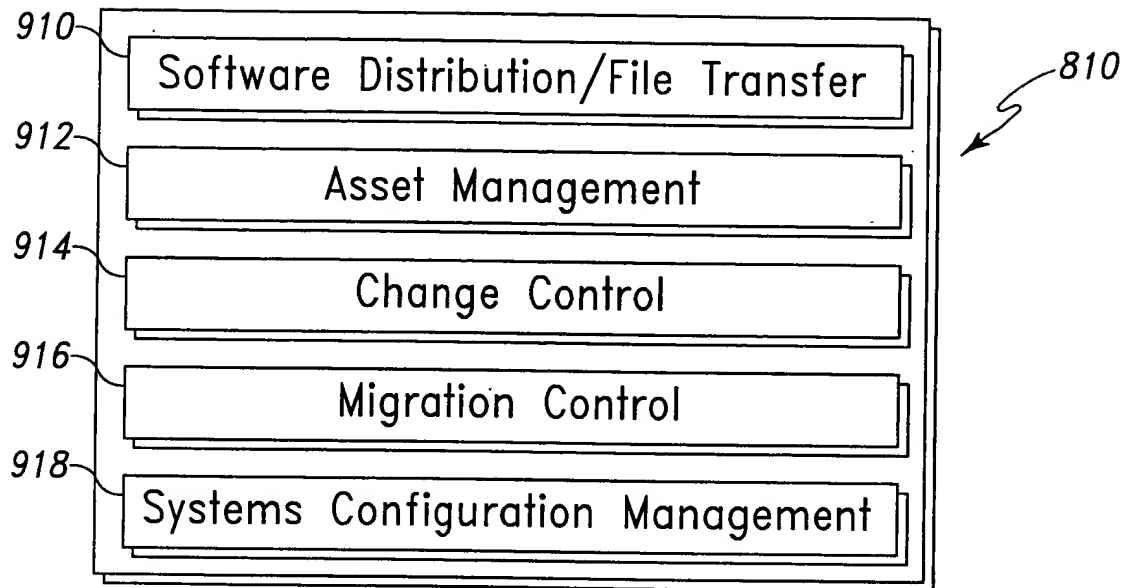 910
Software Distribution/File Transfer
810
912
Asset Management
914
Change Control
916
Migration Control
918
Systems Configuration Management